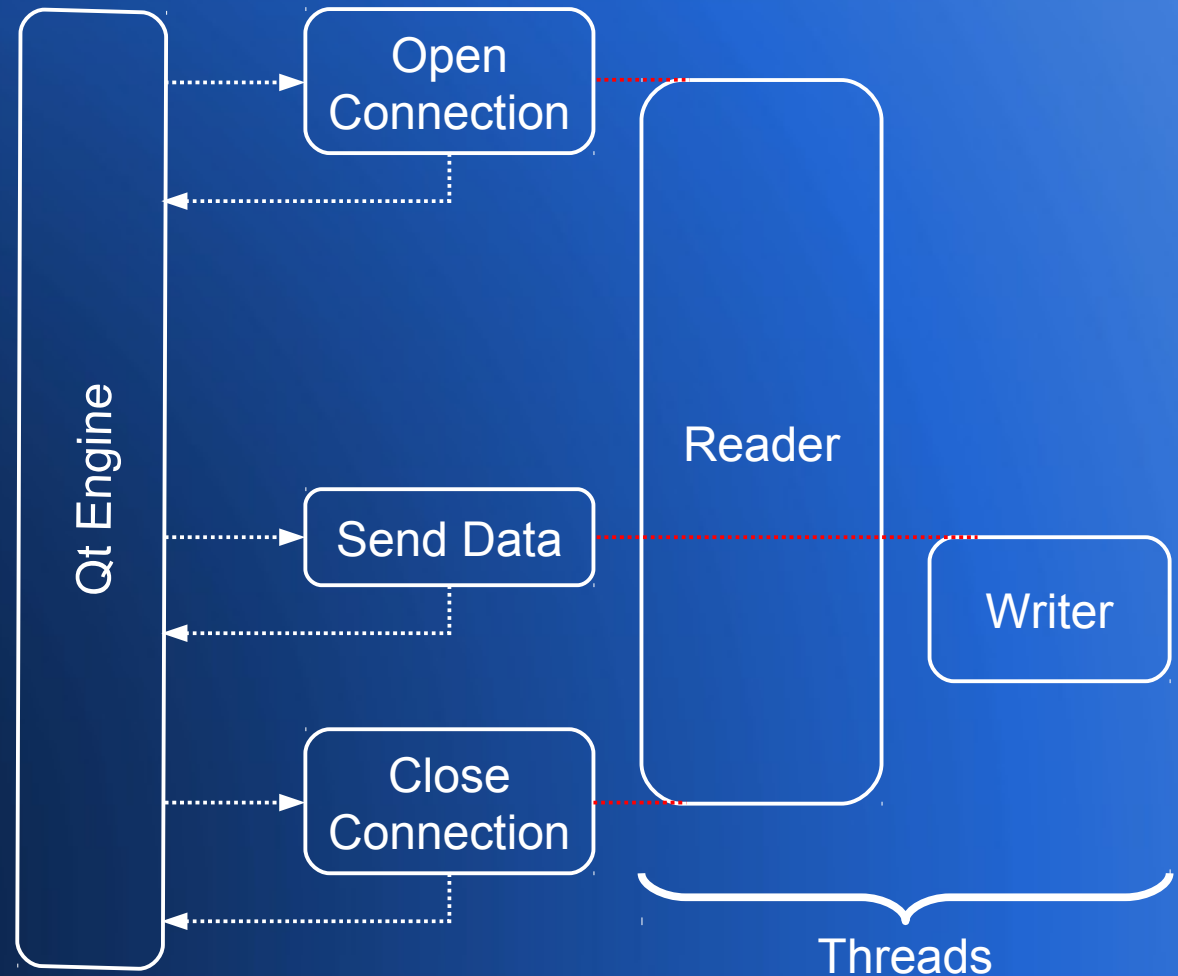 Open
Connection
Qt Engine
Reader
Send Data
Writer
Close
Connection
Threads